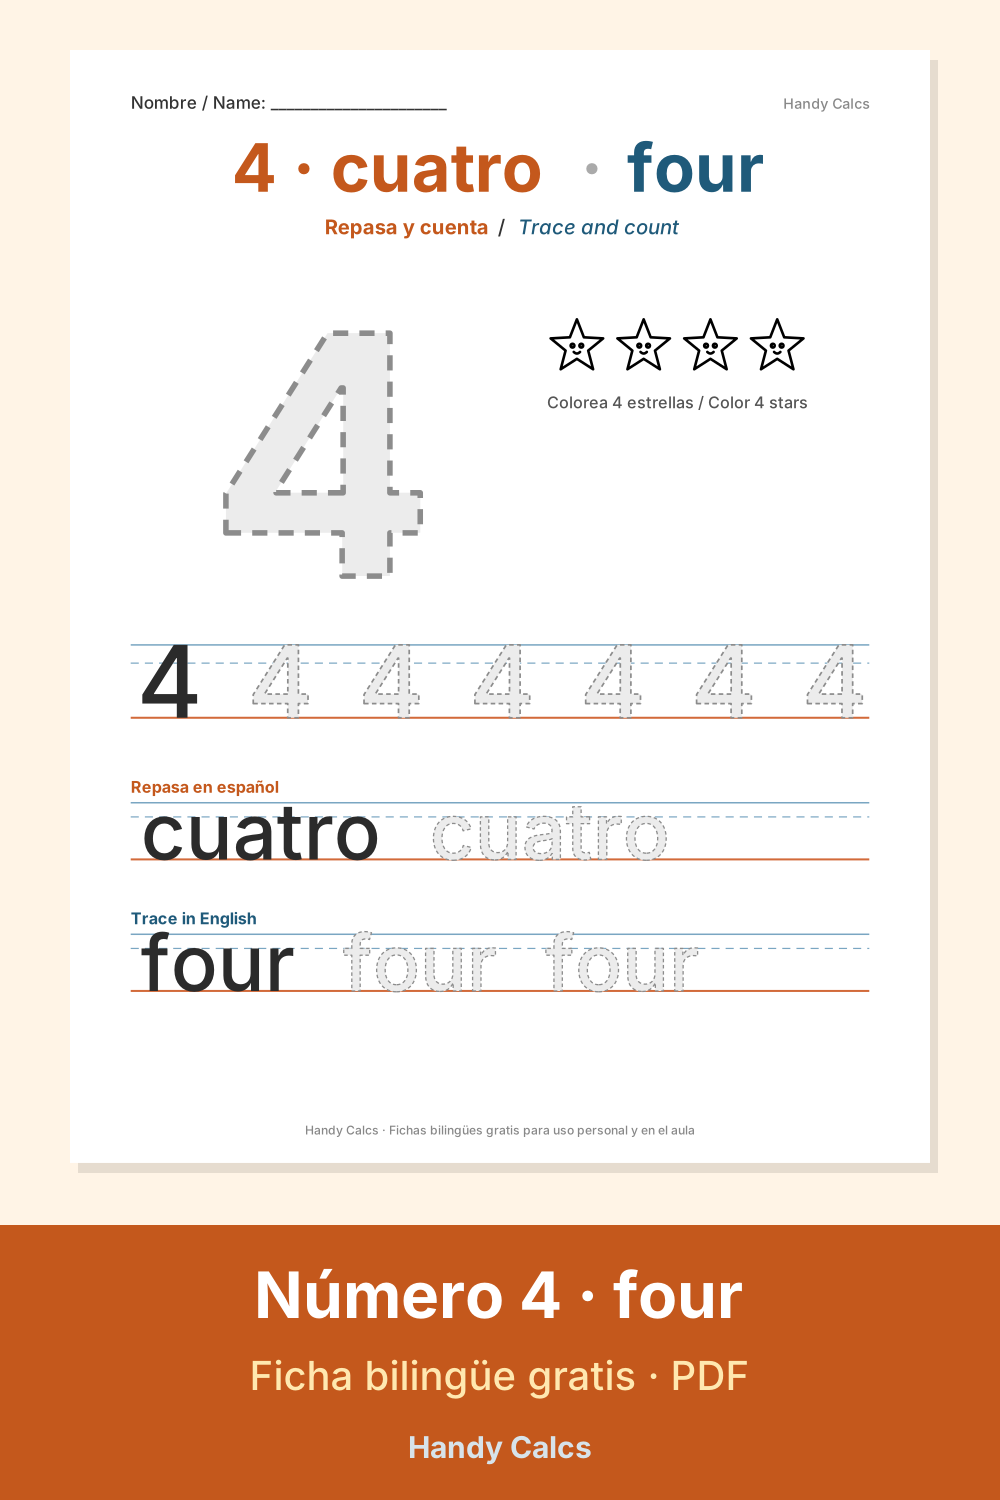 Nombre / Name: ______________________
Handy Calcs
4 · cuatro · four
Repasa y cuenta / Trace and count
4
Colorea 4 estrellas / Color 4 stars
4 4 4 4 4 4 4
Repasa en español
cuatro cuatro
Trace in English
four four four
Handy Calcs · Fichas bilingües gratis para uso personal y en el aula
Número 4 · four
Ficha bilingüe gratis · PDF
Handy Calcs